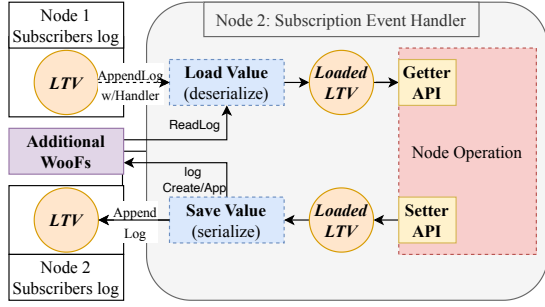 Node 1
Subscribers log
Node 2: Subscription Event Handler
LTV
AppendLog
w/Handler
Load Value
(deserialize)
Loaded
LTV
Getter
API
ReadLog
Additional
WooFs
Node Operation
log
Create/App
LTV
Append
Log
Save Value
(serialize)
Loaded
LTV
Setter
API
Node 2
Subscribers log